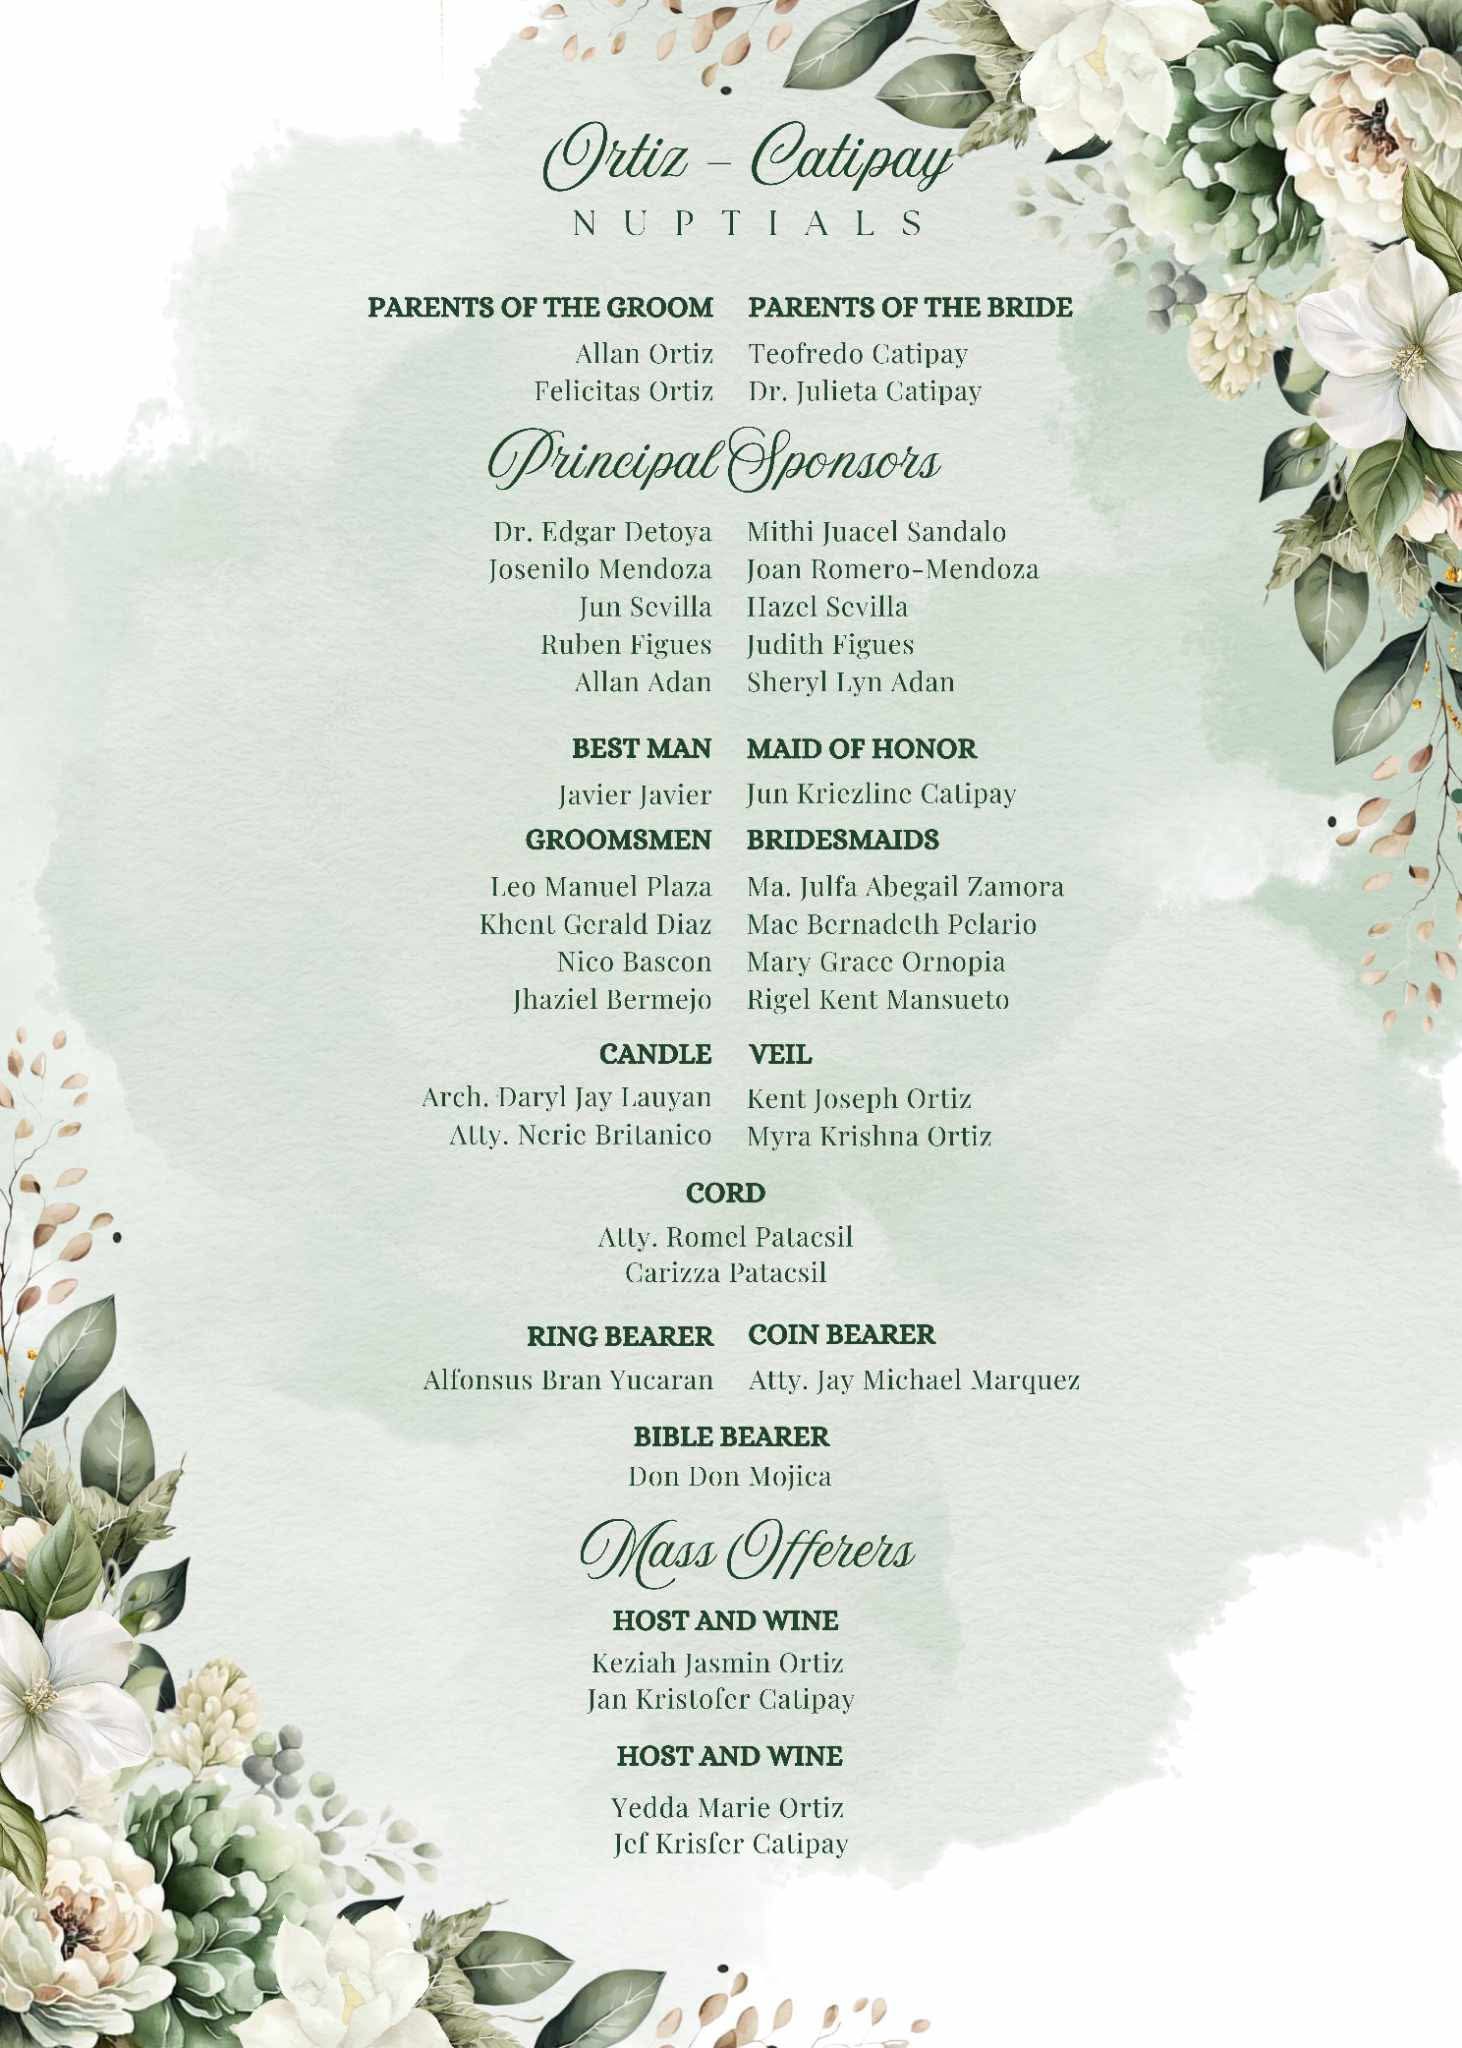 Ortiz – Catipay
NUPTIALS
PARENTS OF THE GROOM
Allan Ortiz
Felicitas Ortiz
PARENTS OF THE BRIDE
Teofredo Catipay
Dr. Julieta Catipay
Principal Sponsors
Dr. Edgar Detoya
Josenilo Mendoza
Jun Sevilla
Ruben Figues
Allan Adan
Mithi Juacel Sandalo
Joan Romero-Mendoza
Hazel Sevilla
Judith Figues
Sheryl Lyn Adan
BEST MAN
Javier Javier
MAID OF HONOR
Jun Kriezline Catipay
GROOMSMEN
Leo Manuel Plaza
Khent Gerald Diaz
Nico Bascon
Jhaziel Bermejo
BRIDESMAIDS
Ma. Julfa Abegail Zamora
Mae Bernadeth Pelario
Mary Grace Ornopia
Rigel Kent Mansueto
CANDLE
Arch. Daryl Jay Lauyan
Atty. Neric Britanico
VEIL
Kent Joseph Ortiz
Myra Krishna Ortiz
CORD
Atty. Romel Patacsil
Carizza Patacsil
RING BEARER
Alfonsus Bran Yucaran
COIN BEARER
Atty. Jay Michael Marquez
BIBLE BEARER
Don Don Mojica
Mass Offerers
HOST AND WINE
Keziah Jasmin Ortiz
Jan Kristofer Catipay
HOST AND WINE
Yedda Marie Ortiz
Jef Krisfer Catipay